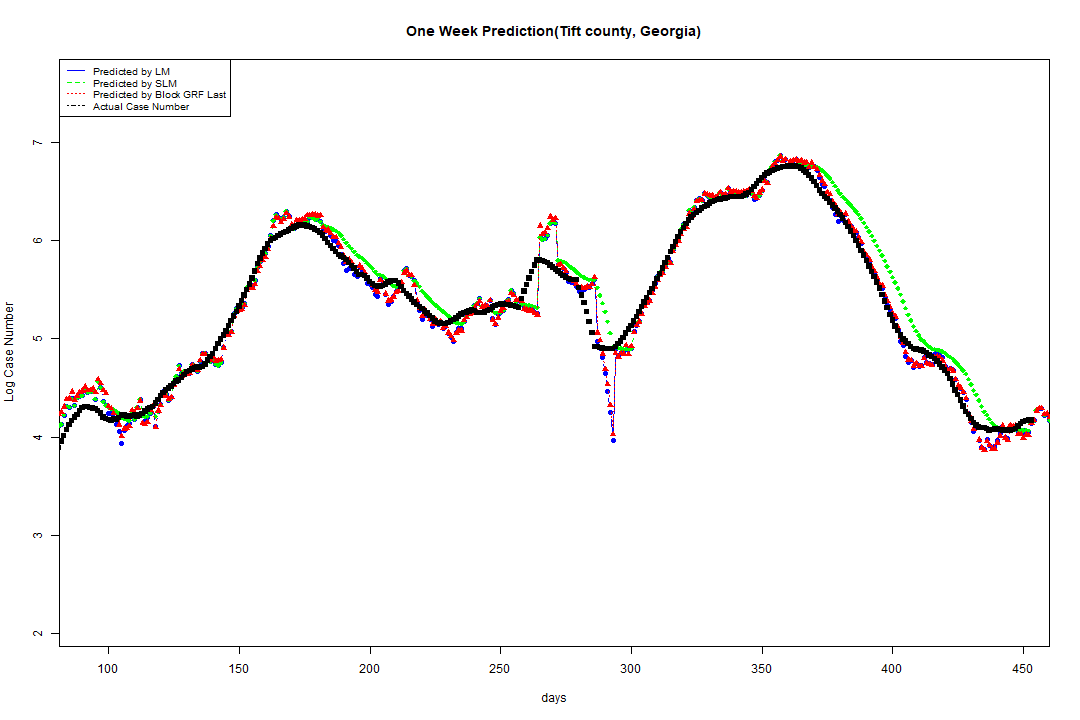 One Week Prediction(Tift county, Georgia)
Predicted by LM
Predicted by SLM
Predicted by Block GRF Last
Actual Case Number
7
6
5
4
3
2
Log Case Number
100 150 200 250 300 350 400 450
days